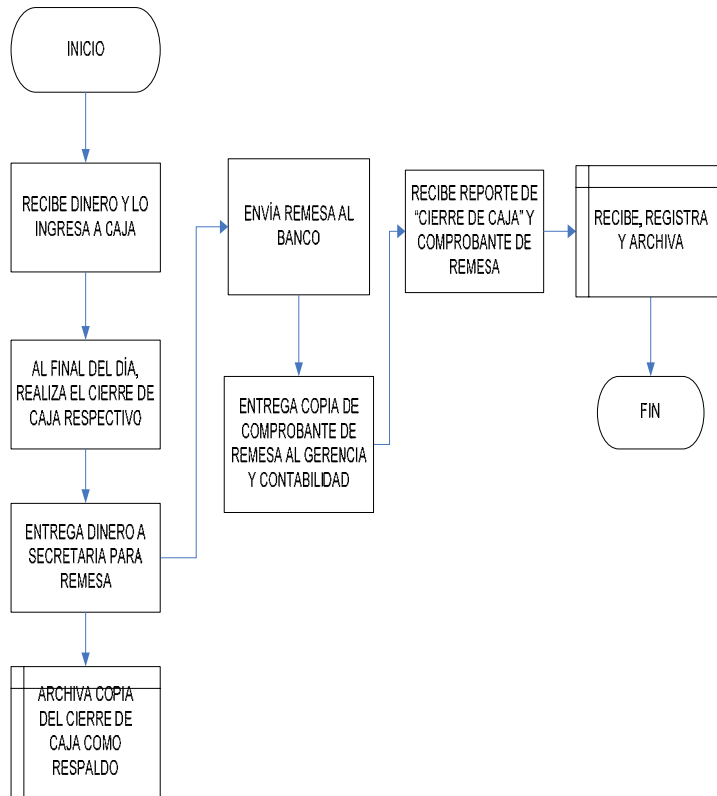 INICIO
RECIBE DINERO Y LO
INGRESA A CAJA
AL FINAL DEL DÍA,
REALIZA EL CIERRE DE
CAJA RESPECTIVO
ENTREGA DINERO A
SECRETARIA PARA
REMESA
ARCHIVA COPIA
DEL CIERRE DE
CAJA COMO
RESPALDO
ENVÍA REMESA AL
BANCO
ENTREGA COPIA DE
COMPROBANTE DE
REMESA AL GERENCIA
Y CONTABILIDAD
RECIBE REPORTE DE
"CIERRE DE CAJA" Y
COMPROBANTE DE
REMESA
RECIBE, REGISTRA
Y ARCHIVA
FIN